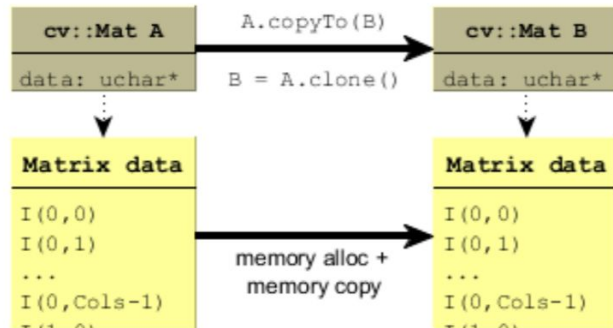 cv::Mat A
data: uchar*
A.copyTo(B)
B = A.clone()
cv::Mat B
data: uchar*
Matrix data
I(0,0)
I(0,1)
...
I(0,Cols-1)
memory alloc +
memory copy
Matrix data
I(0,0)
I(0,1)
...
I(0,Cols-1)